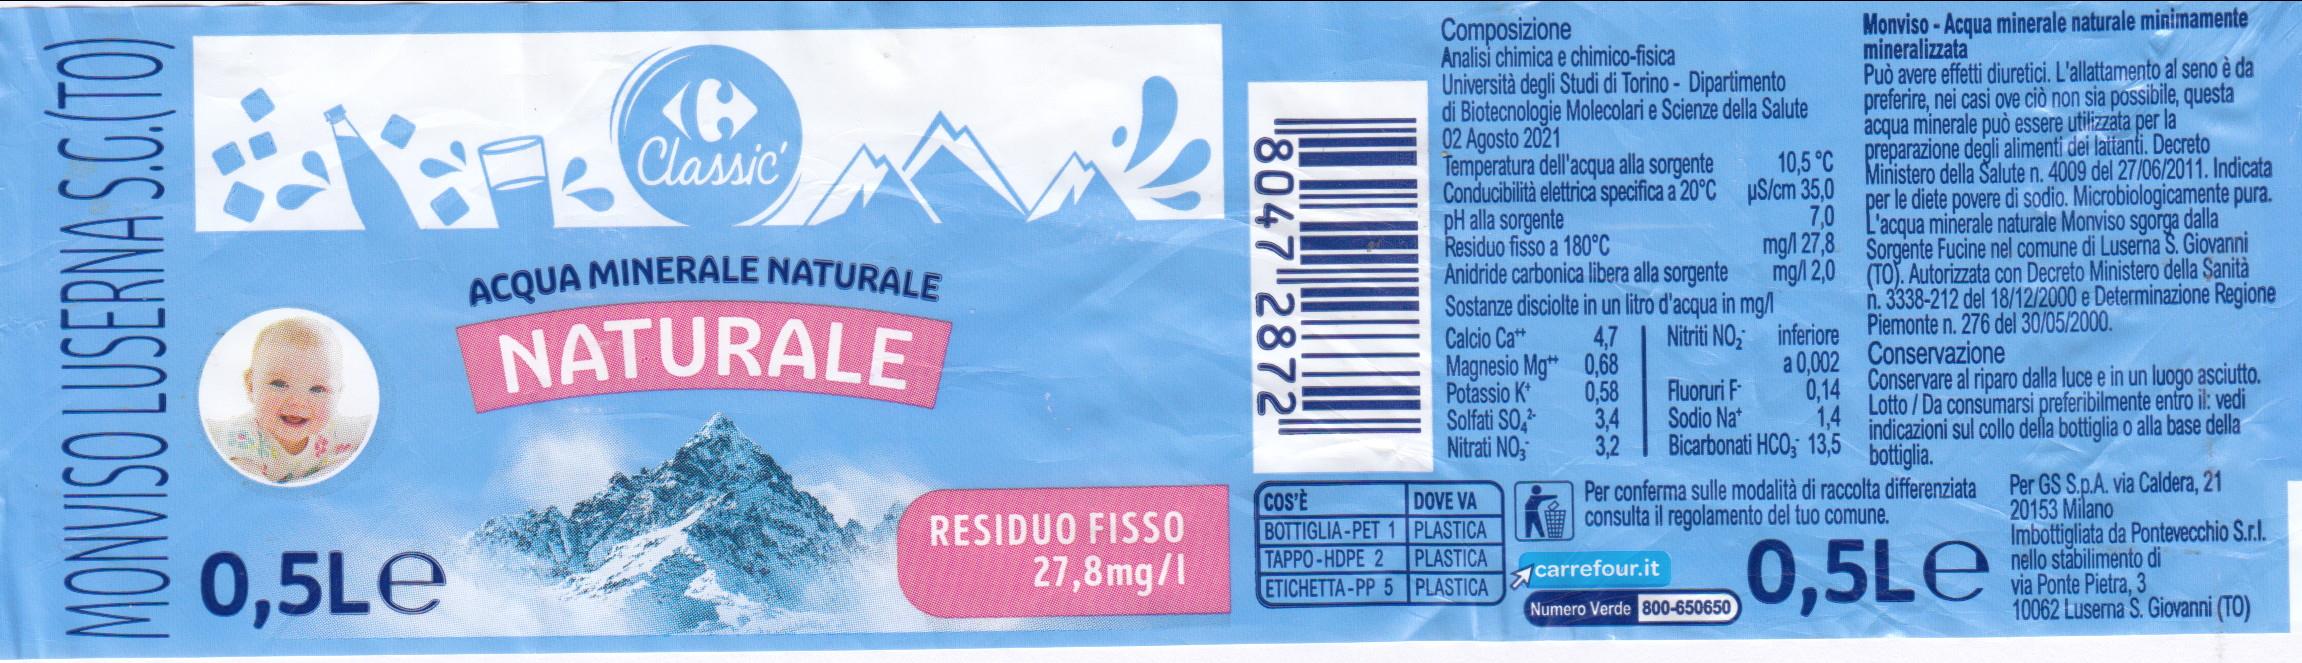 MONVISO LUSERNA S.G.(TO)
Classic'
ACQUA MINERALE NATURALE
NATURALE
RESIDUO FISSO
27,8mg/l
0,5L℮
80472872
Composizione
Analisi chimica e chimico-fisica
Università degli Studi di Torino - Dipartimento
di Biotecnologie Molecolari e Scienze della Salute
02 Agosto 2021
Temperatura dell'acqua alla sorgente 10,5 °C
Conducibilità elettrica specifica a 20°C µS/cm 35,0
pH alla sorgente 7,0
Residuo fisso a 180°C mg/l 27,8
Anidride carbonica libera alla sorgente mg/l 2,0
Sostanze disciolte in un litro d'acqua in mg/l
Calcio Ca⁺⁺ 4,7
Magnesio Mg⁺⁺ 0,68
Potassio K⁺ 0,58
Solfati SO₄²⁻ 3,4
Nitrati NO₃⁻ 3,2
Nitriti NO₂⁻ inferiore
a 0,002
Fluoruri F⁻ 0,14
Sodio Na⁺ 1,4
Bicarbonati HCO₃⁻ 13,5
COS'È DOVE VA
BOTTIGLIA-PET 1 PLASTICA
TAPPO-HDPE 2 PLASTICA
ETICHETTA-PP 5 PLASTICA
Per conferma sulle modalità di raccolta differenziata
consulta il regolamento del tuo comune.
carrefour.it
Numero Verde 800-650650
0,5L℮
Monviso - Acqua minerale naturale minimamente
mineralizzata
Può avere effetti diuretici. L'allattamento al seno è da
preferire, nei casi ove ciò non sia possibile, questa
acqua minerale può essere utilizzata per la
preparazione degli alimenti dei lattanti. Decreto
Ministero della Salute n. 4009 del 27/06/2011. Indicata
per le diete povere di sodio. Microbiologicamente pura.
L'acqua minerale naturale Monviso sgorga dalla
Sorgente Fucine nel comune di Luserna S. Giovanni
(TO). Autorizzata con Decreto Ministero della Sanità
n. 3338-212 del 18/12/2000 e Determinazione Regione
Piemonte n. 276 del 30/05/2000.
Conservazione
Conservare al riparo dalla luce e in un luogo asciutto.
Lotto / Da consumarsi preferibilmente entro il: vedi
indicazioni sul collo della bottiglia o alla base della
bottiglia.
Per GS S.p.A. via Caldera, 21
20153 Milano
Imbottigliata da Pontevecchio S.r.l.
nello stabilimento di
via Ponte Pietra, 3
10062 Luserna S. Giovanni (TO)